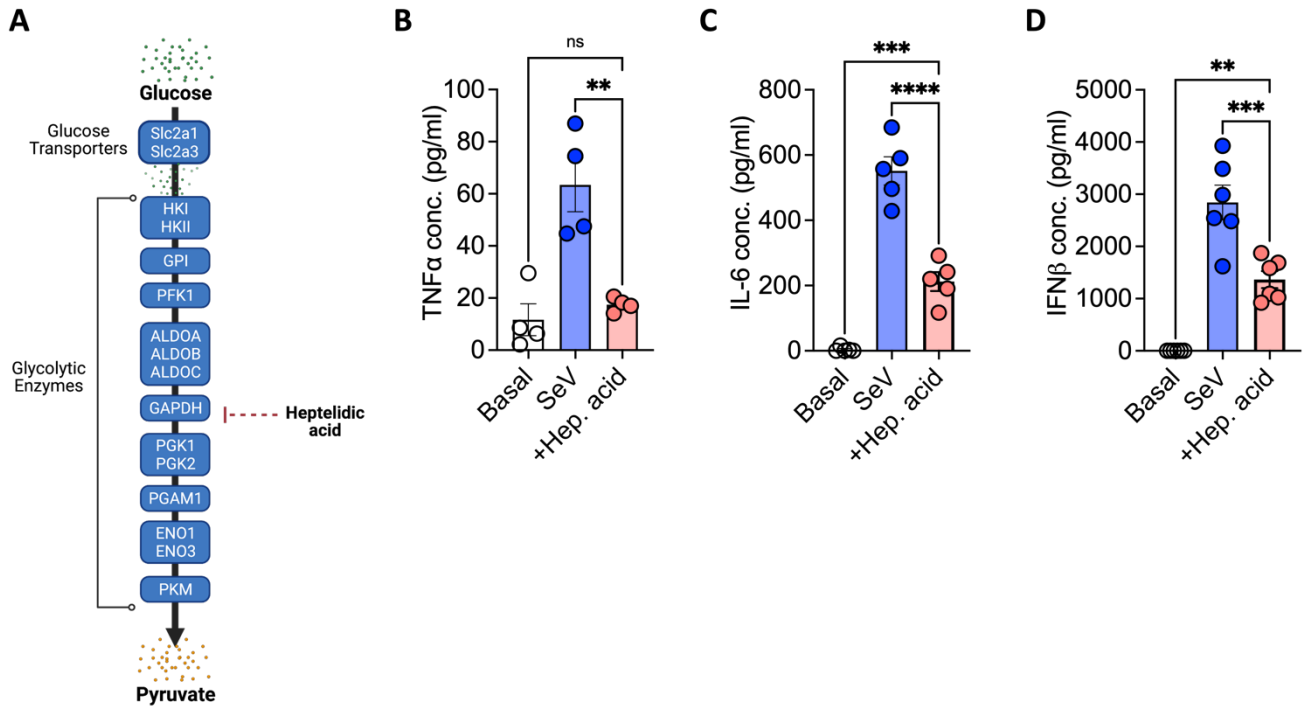 A
Glucose
Glucose
Transporters
Slc2a1
Slc2a3
HKI
HKII
GPI
PFK1
ALDOA
ALDOB
ALDOC
Glycolytic
Enzymes
GAPDH
Heptelidic
acid
PGK1
PGK2
PGAM1
ENO1
ENO3
PKM
Pyruvate
B
ns
**
TNFα conc. (pg/ml)
100
80
60
40
20
0
Basal
SeV
+Hep. acid
C
***
****
IL-6 conc. (pg/ml)
800
600
400
200
0
Basal
SeV
+Hep. acid
D
**
***
IFNβ conc. (pg/ml)
5000
4000
3000
2000
1000
0
Basal
SeV
+Hep. acid